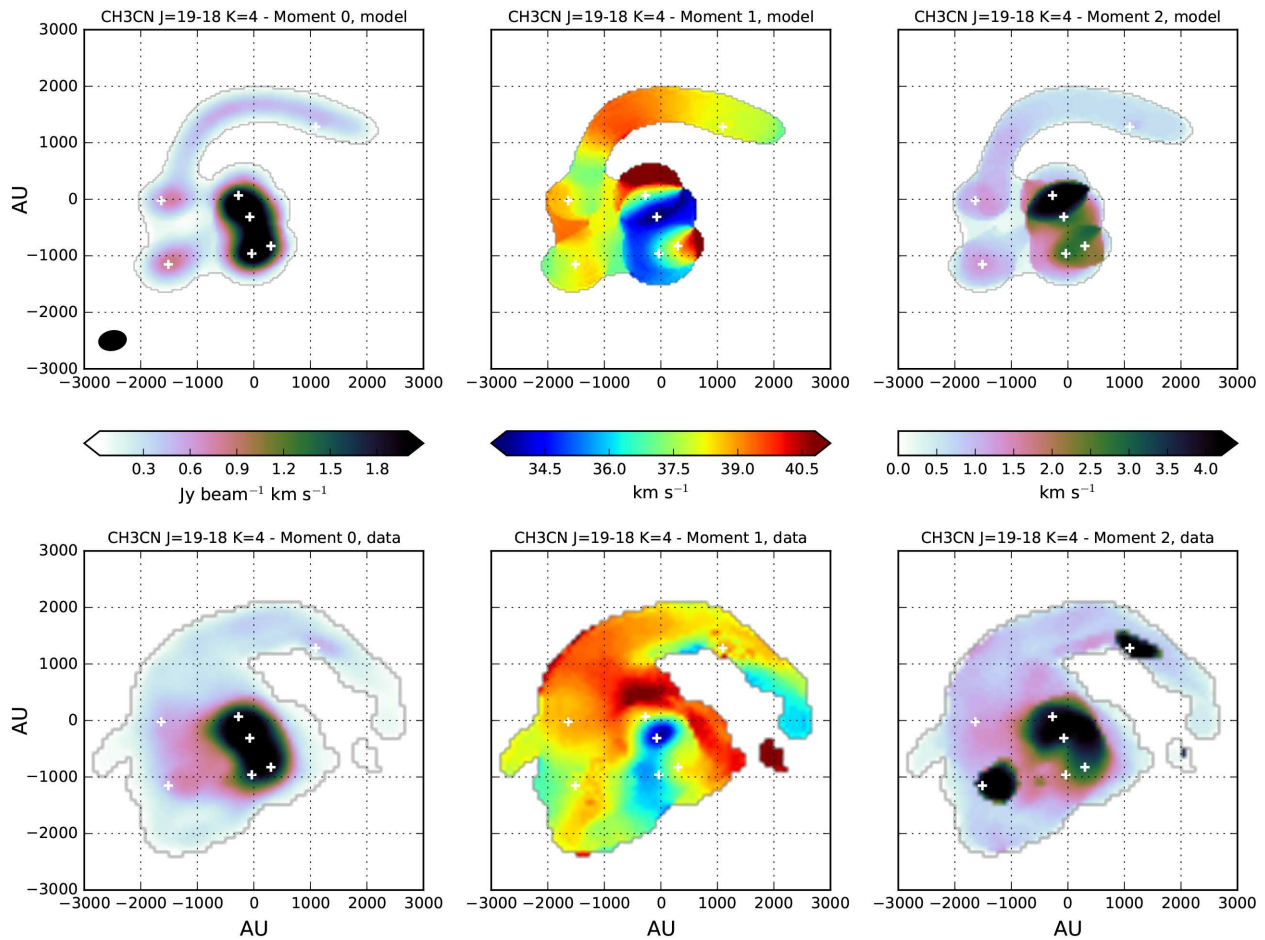 CH3CN J=19-18 K=4 - Moment 0, model
CH3CN J=19-18 K=4 - Moment 1, model
CH3CN J=19-18 K=4 - Moment 2, model
3000
2000
1000
0
−1000
−2000
−3000
AU
−3000 −2000 −1000 0 1000 2000 3000
−3000 −2000 −1000 0 1000 2000 3000
−3000 −2000 −1000 0 1000 2000 3000
0.3 0.6 0.9 1.2 1.5 1.8
Jy beam⁻¹ km s⁻¹
34.5 36.0 37.5 39.0 40.5
km s⁻¹
0.0 0.5 1.0 1.5 2.0 2.5 3.0 3.5 4.0
km s⁻¹
CH3CN J=19-18 K=4 - Moment 0, data
CH3CN J=19-18 K=4 - Moment 1, data
CH3CN J=19-18 K=4 - Moment 2, data
3000
2000
1000
0
−1000
−2000
−3000
AU
−3000 −2000 −1000 0 1000 2000 3000
−3000 −2000 −1000 0 1000 2000 3000
−3000 −2000 −1000 0 1000 2000 3000
AU
AU
AU